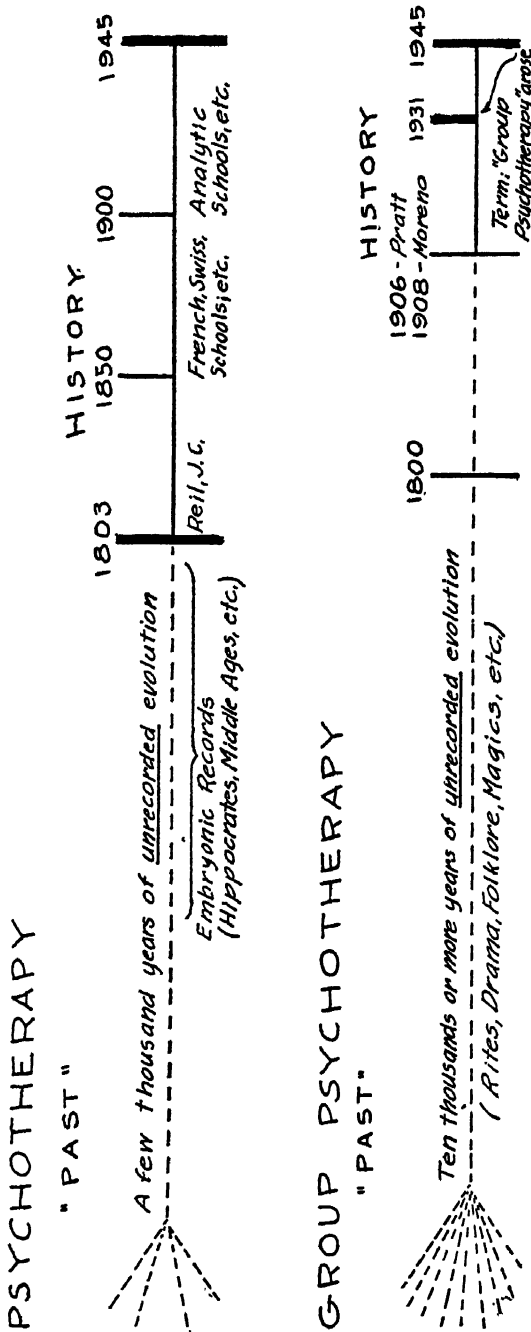 PSYCHOTHERAPY
"PAST"
HISTORY
1803
1850
1900
1945
A few thousand years of unrecorded evolution
Reil, J.C.
French, Swiss,
Schools, etc.
Analytic
Schools, etc.
Embryonic Records
(Hippocrates, Middle Ages, etc.)
GROUP PSYCHOTHERAPY
"PAST"
HISTORY
1800
1906 - Pratt
1908 - Moreno
1931
1945
Ten thousands or more years of unrecorded evolution
(Rites, Drama, Folklore, Magics, etc.)
Term: "Group
Psychotherapy" arose